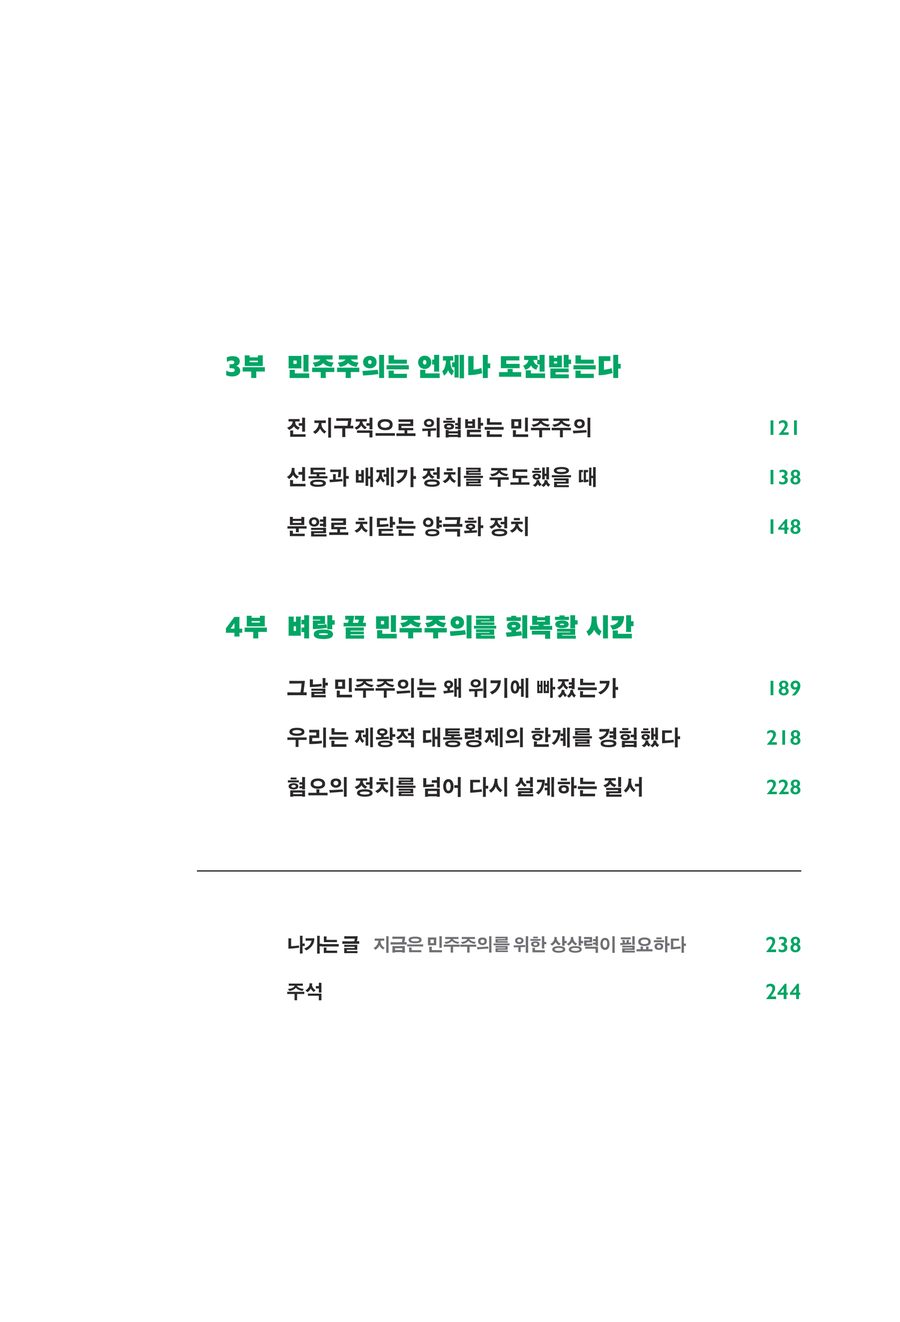 3부 민주주의는 언제나 도전받는다
전 지구적으로 위협받는 민주주의 121
선동과 배제가 정치를 주도했을 때 138
분열로 치닫는 양극화 정치 148
4부 벼랑 끝 민주주의를 회복할 시간
그날 민주주의는 왜 위기에 빠졌는가 189
우리는 제왕적 대통령제의 한계를 경험했다 218
혐오의 정치를 넘어 다시 설계하는 질서 228
나가는 글 지금은 민주주의를 위한 상상력이 필요하다 238
주석 244